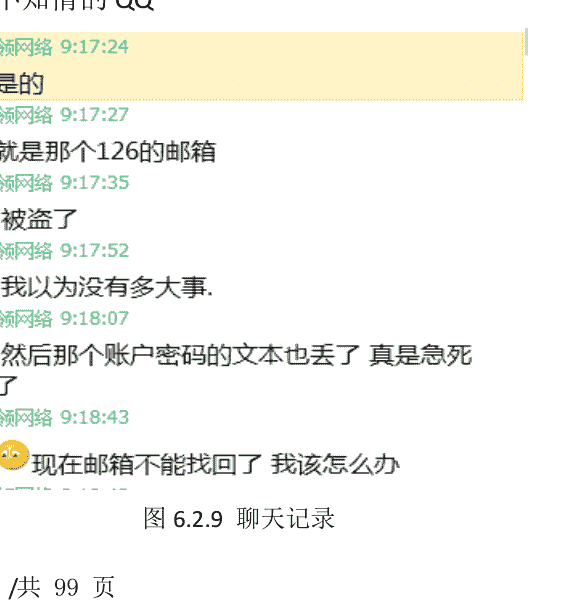 不知情的 QQ
领网络 9:17:24
是的
领网络 9:17:27
就是那个126的邮箱
领网络 9:17:35
被盗了
领网络 9:17:52
我以为没有多大事.
领网络 9:18:07
然后那个账户密码的文本也丢了 真是急死
了
领网络 9:18:43
现在邮箱不能找回了 我该怎么办
图 6.2.9 聊天记录
/共 99 页